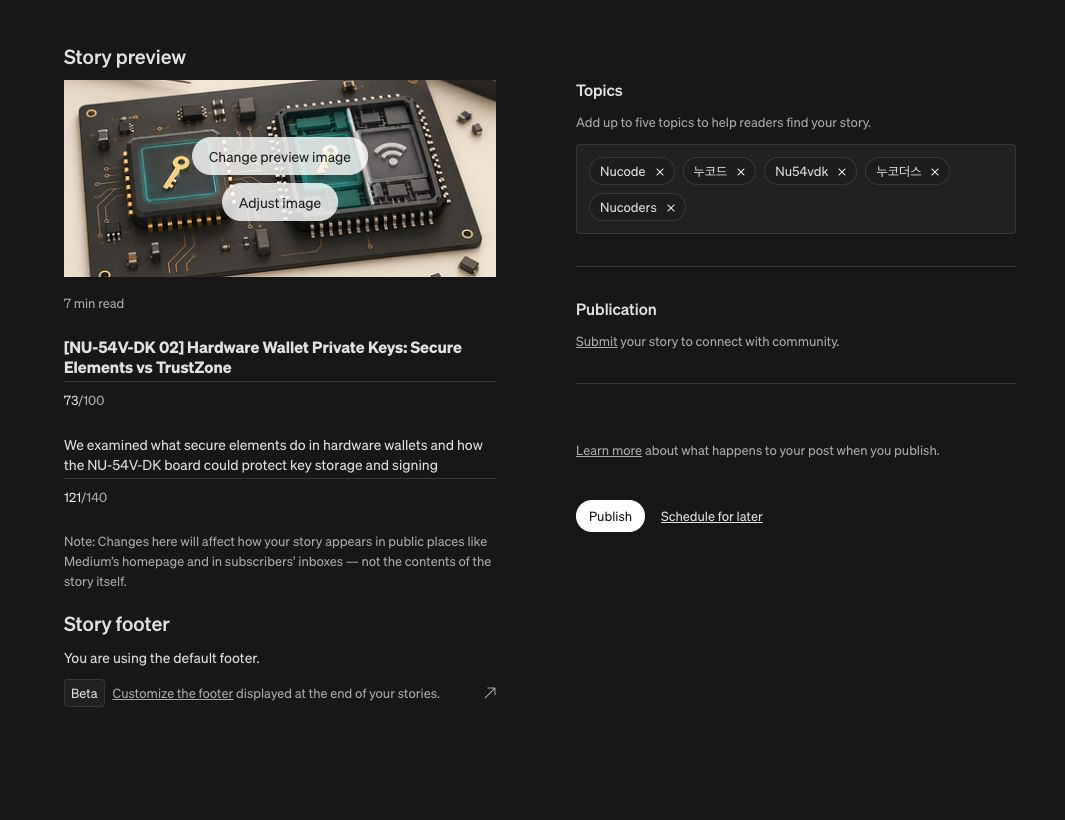 Story preview
Change preview image
Adjust image
7 min read
[NU-54V-DK 02] Hardware Wallet Private Keys: Secure
Elements vs TrustZone
73/100
We examined what secure elements do in hardware wallets and how
the NU-54V-DK board could protect key storage and signing
121/140
Note: Changes here will affect how your story appears in public places like
Medium’s homepage and in subscribers’ inboxes — not the contents of the
story itself.
Story footer
You are using the default footer.
Beta Customize the footer displayed at the end of your stories.
Topics
Add up to five topics to help readers find your story.
Nucode × 누코드 × Nu54vdk × 누코더스 ×
Nucoders ×
Publication
Submit your story to connect with community.
Learn more about what happens to your post when you publish.
Publish Schedule for later